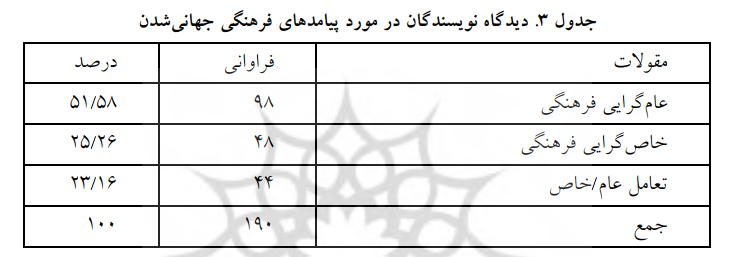 جدول ۳. دیدگاه نویسندگان در مورد پیامدهای فرهنگی جهانی‌شدن
مقولات فراوانی درصد
عام‌گرایی فرهنگی ۹۸ ۵۱/۵۸
خاص‌گرایی فرهنگی ۴۸ ۲۵/۲۶
تعامل عام/خاص ۴۴ ۲۳/۱۶
جمع ۱۹۰ ۱۰۰